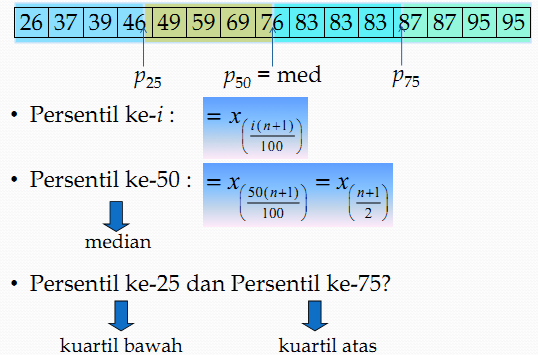 26 37 39 46 49 59 69 76 83 83 83 87 87 95 95
p25 p50 = med p75
• Persentil ke-i : = x(i(n+1)/100)
• Persentil ke-50 : = x(50(n+1)/100) = x(n+1/2)
median
• Persentil ke-25 dan Persentil ke-75?
kuartil bawah kuartil atas